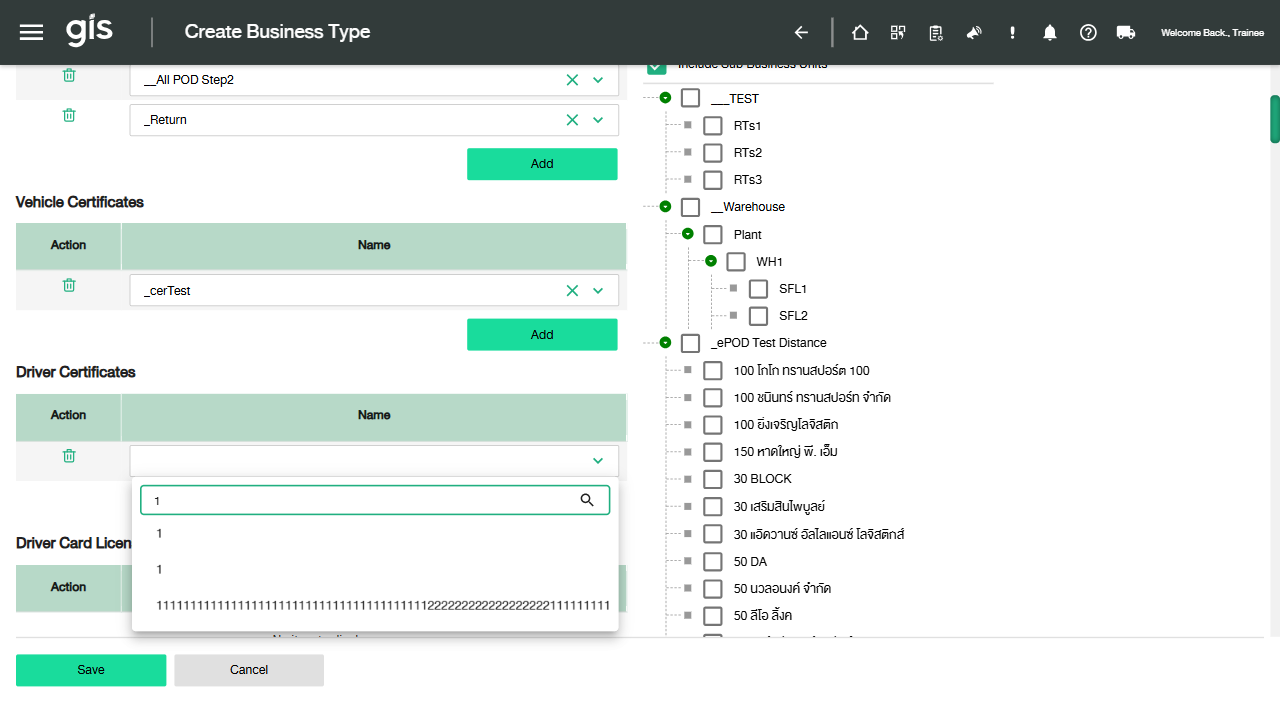 gis
Create Business Type
Welcome Back., Trainee
__All POD Step2
_Return
Add
Vehicle Certificates
Action
Name
_cerTest
Add
Driver Certificates
Action
Name
1
1
1
Driver Card Licen
Action
Save
Cancel
Include Sub Business Units
___TEST
RTs1
RTs2
RTs3
__Warehouse
Plant
WH1
SFL1
SFL2
_ePOD Test Distance
100 โกโก ทรานสปอร์ต 100
100 ชนินทร์ ทรานสปอร์ท จำกัด
100 ยิ่งเจริญโลจิสติก
150 หาดใหญ่ พี. เอ็ม
30 BLOCK
30 เสริมสินไพบูลย์
30 แอ๊ดวานซ์ อัลไลแอนซ์ โลจิสติกส์
50 DA
50 นวลอนงค์ จำกัด
50 ลีโอ ลิ้งค